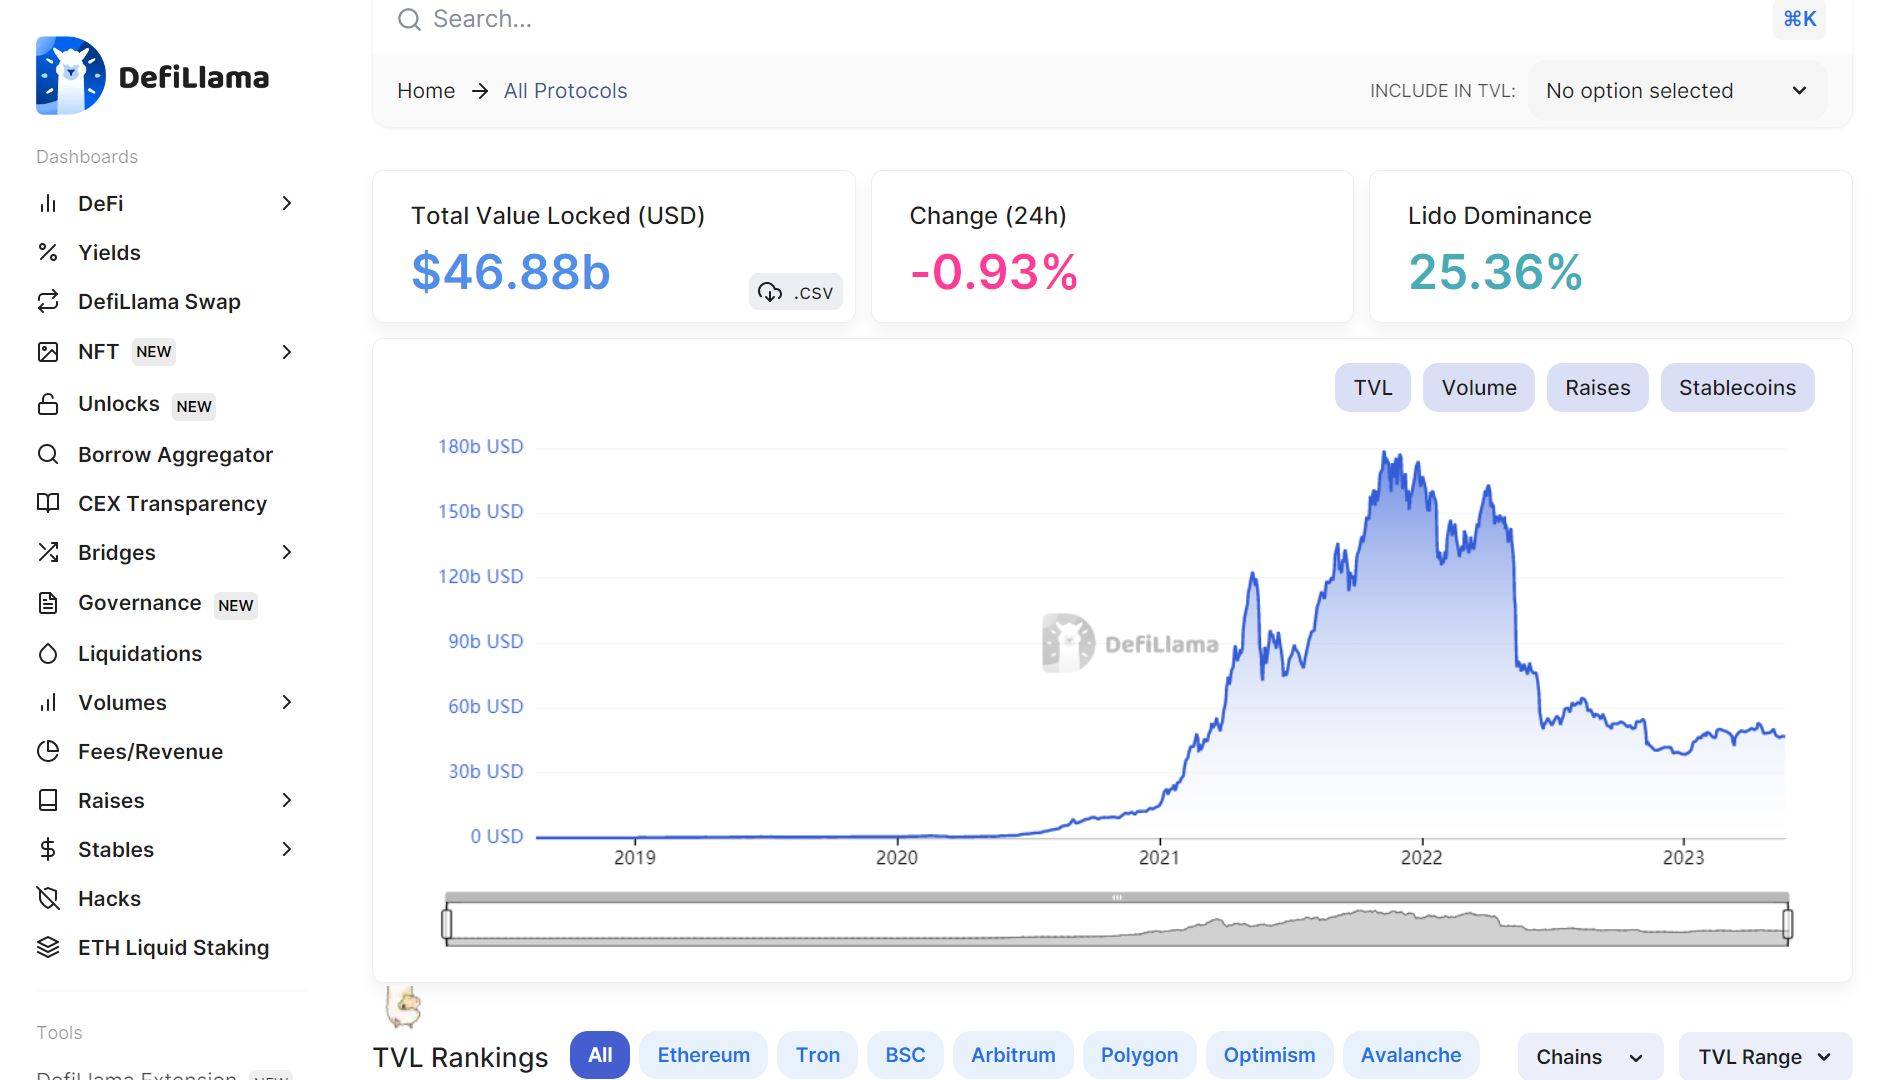 DefiLlama
Dashboards
DeFi
Yields
DefiLlama Swap
NFT NEW
Unlocks NEW
Borrow Aggregator
CEX Transparency
Bridges
Governance NEW
Liquidations
Volumes
Fees/Revenue
Raises
Stables
Hacks
ETH Liquid Staking
Tools
DefiLlama Extension NEW
Search...
⌘K
Home → All Protocols
INCLUDE IN TVL: No option selected
Total Value Locked (USD)
$46.88b
.csv
Change (24h)
-0.93%
Lido Dominance
25.36%
TVL Volume Raises Stablecoins
180b USD
150b USD
120b USD
90b USD
60b USD
30b USD
0 USD
DefiLlama
2019 2020 2021 2022 2023
TVL Rankings All Ethereum Tron BSC Arbitrum Polygon Optimism Avalanche Chains TVL Range